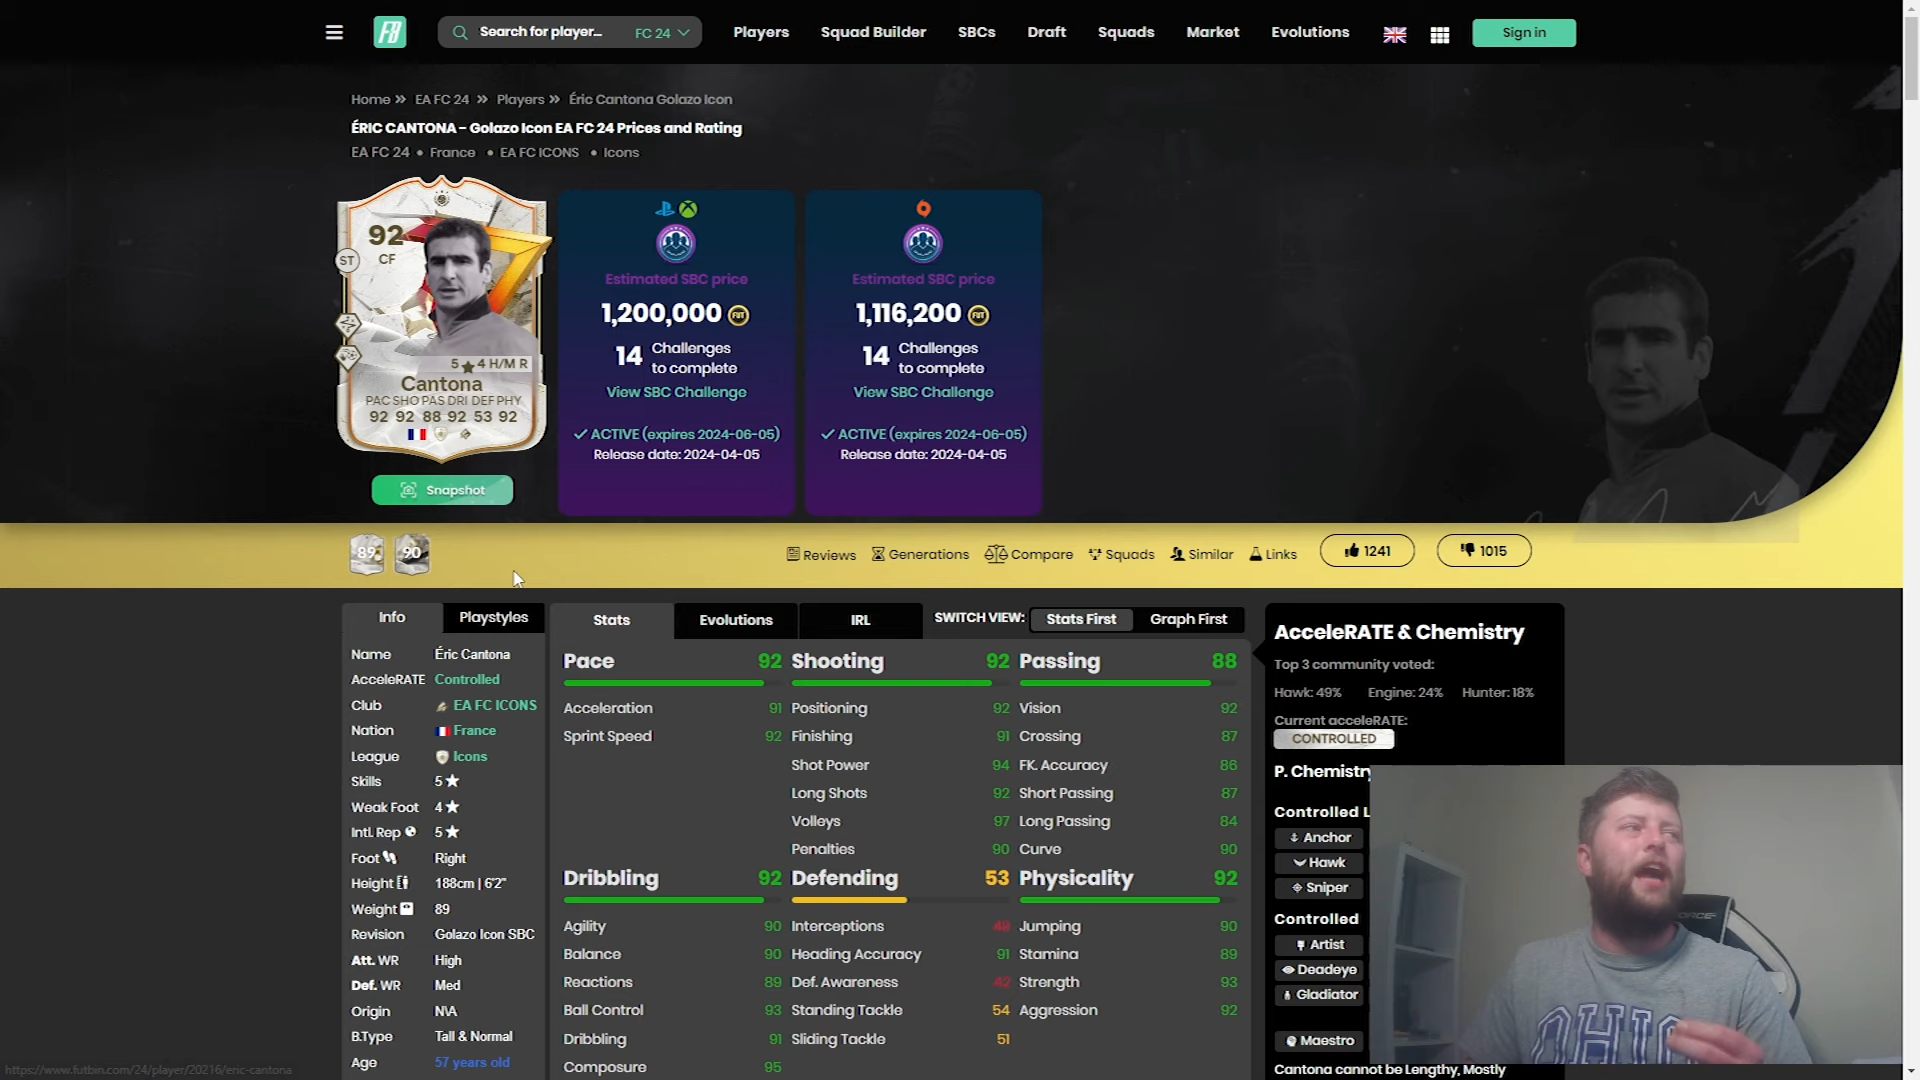 F8
Search for player...
FC 24
Players
Squad Builder
SBCs
Draft
Squads
Market
Evolutions
Sign in
Home » EA FC 24 » Players » Éric Cantona Golazo Icon
ÉRIC CANTONA - Golazo Icon EA FC 24 Prices and Rating
EA FC 24 • France • EA FC ICONS • Icons
92
CF
ST
5★ 4 H/M R
Cantona
PAC SHO PAS DRI DEF PHY
92 92 88 92 53 92
Snapshot
Estimated SBC price
1,200,000 FUT
14 Challenges to complete
View SBC Challenge
✓ ACTIVE (expires 2024-06-05)
Release date: 2024-04-05
Estimated SBC price
1,116,200 FUT
14 Challenges to complete
View SBC Challenge
✓ ACTIVE (expires 2024-06-05)
Release date: 2024-04-05
89
90
Reviews
Generations
Compare
Squads
Similar
Links
1241
1015
Info
Playstyles
Name Éric Cantona
AcceleRATE Controlled
Club EA FC ICONS
Nation France
League Icons
Skills 5★
Weak Foot 4★
Intl. Rep 5★
Foot Right
Height 188cm | 6'2"
Weight 89
Revision Golazo Icon SBC
Att. WR High
Def. WR Med
Origin N\A
B.Type Tall & Normal
Age 57 years old
Stats
Evolutions
IRL
SWITCH VIEW:
Stats First
Graph First
Pace 92
Acceleration 91
Sprint Speed 92
Shooting 92
Positioning 92
Finishing 91
Shot Power 94
Long Shots 92
Volleys 97
Penalties 90
Passing 88
Vision 92
Crossing 87
FK. Accuracy 86
Short Passing 87
Long Passing 84
Curve 90
Dribbling 92
Agility 90
Balance 90
Reactions 89
Ball Control 93
Dribbling 91
Composure 95
Defending 53
Interceptions
Heading Accuracy 91
Def. Awareness 42
Standing Tackle 54
Sliding Tackle 51
Physicality 92
Jumping 90
Stamina 89
Strength 93
Aggression 92
AcceleRATE & Chemistry
Top 3 community voted:
Hawk: 49% Engine: 24% Hunter: 18%
Current acceleRATE:
CONTROLLED
P. Chemistry
Controlled L
Anchor
Hawk
Sniper
Controlled
Artist
Deadeye
Gladiator
Maestro
Cantona cannot be Lengthy, Mostly
OHIO
https://www.futbin.com/24/player/20216/eric-cantona